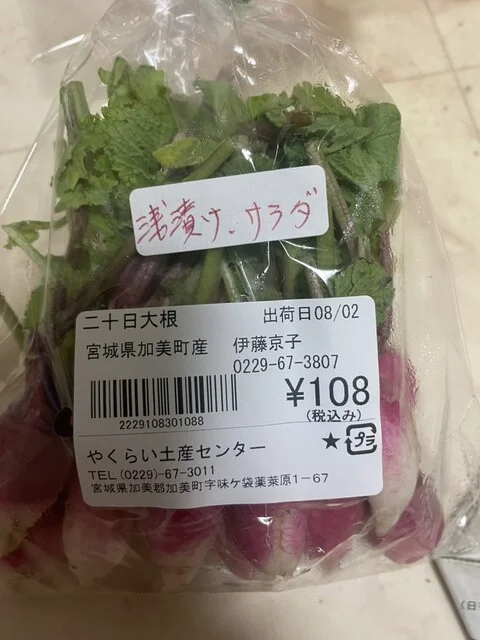 浅漬け、サラダ
二十日大根 出荷日08/02
宮城県加美町産 伊藤京子
0229-67-3807
¥108
(税込み)
2229108301088
★ プラ
やくらい土産センター
TEL(0229)-67-3011
宮城県加美郡加美町字味ケ袋薬莱原1-67